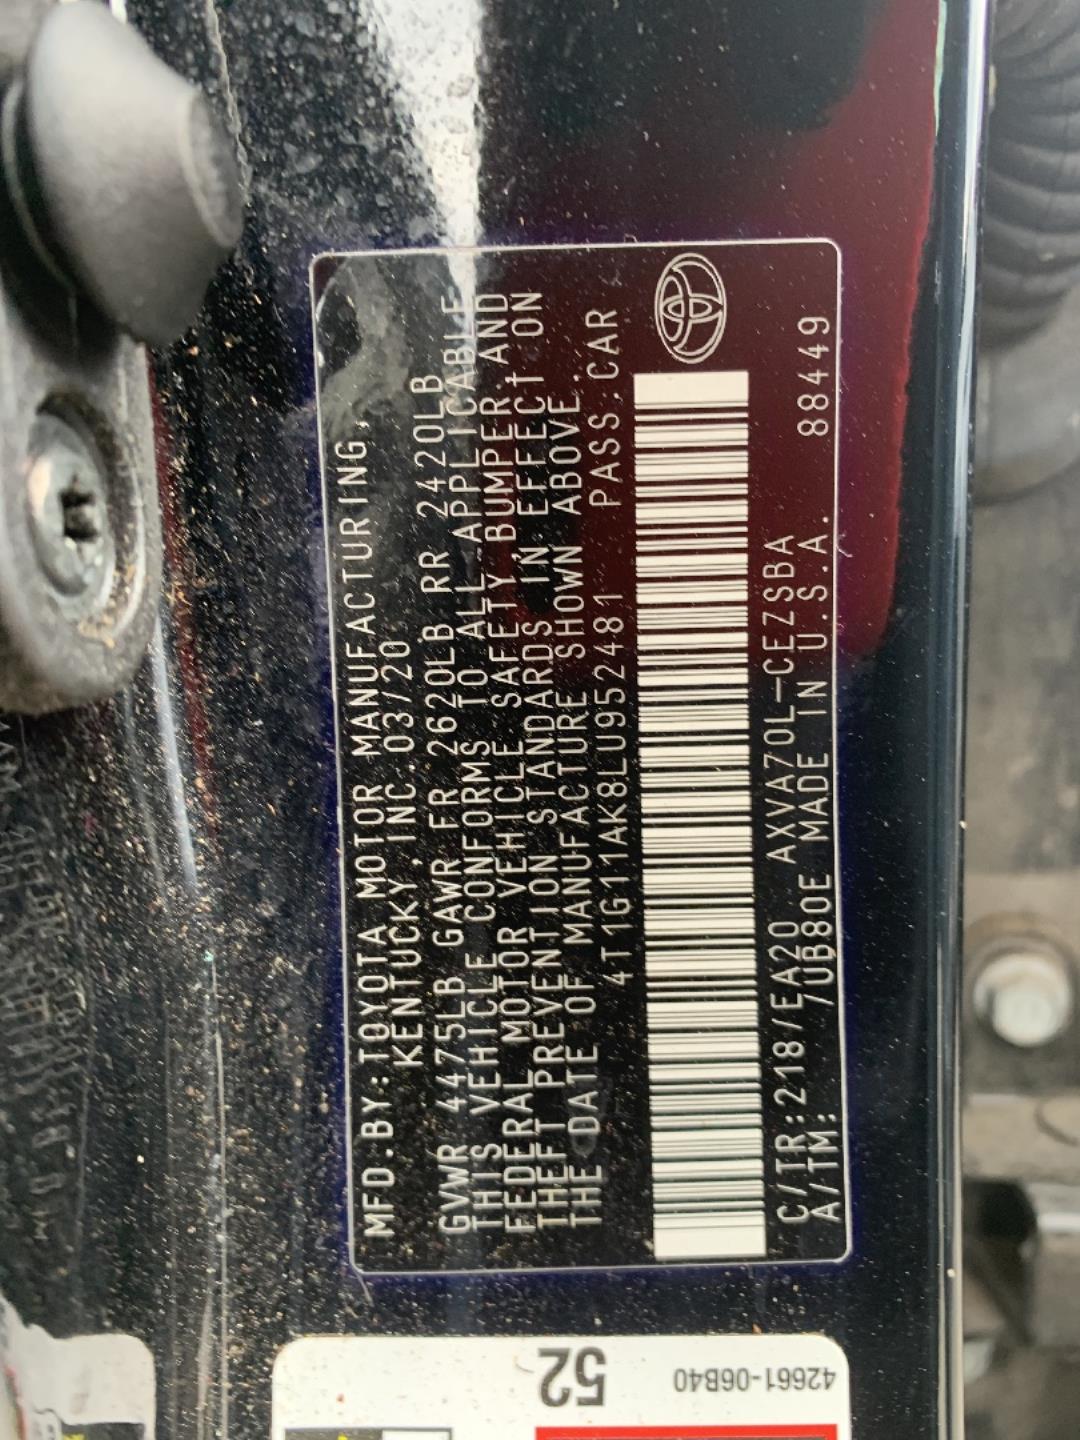 MFD.BY:TOYOTA MOTOR MANUFACTURING,
KENTUCKY,INC.03/20
GVWR 4475LB GAWR FR 2620LB RR 2420LB
THIS VEHICLE CONFORMS TO ALL APPLICABLE
FEDERAL MOTOR VEHICLE SAFETY,BUMPER,AND
THEFT PREVENTION STANDARDS IN EFFECT ON
THE DATE OF MANUFACTURE SHOWN ABOVE.
4T1G11AK8LU952481 PASS.CAR
C/TR:218/EA20 AXVA70L-CEZSBA
A/TM: /UB80E MADE IN U.S.A. 88449
52
42661-06B40